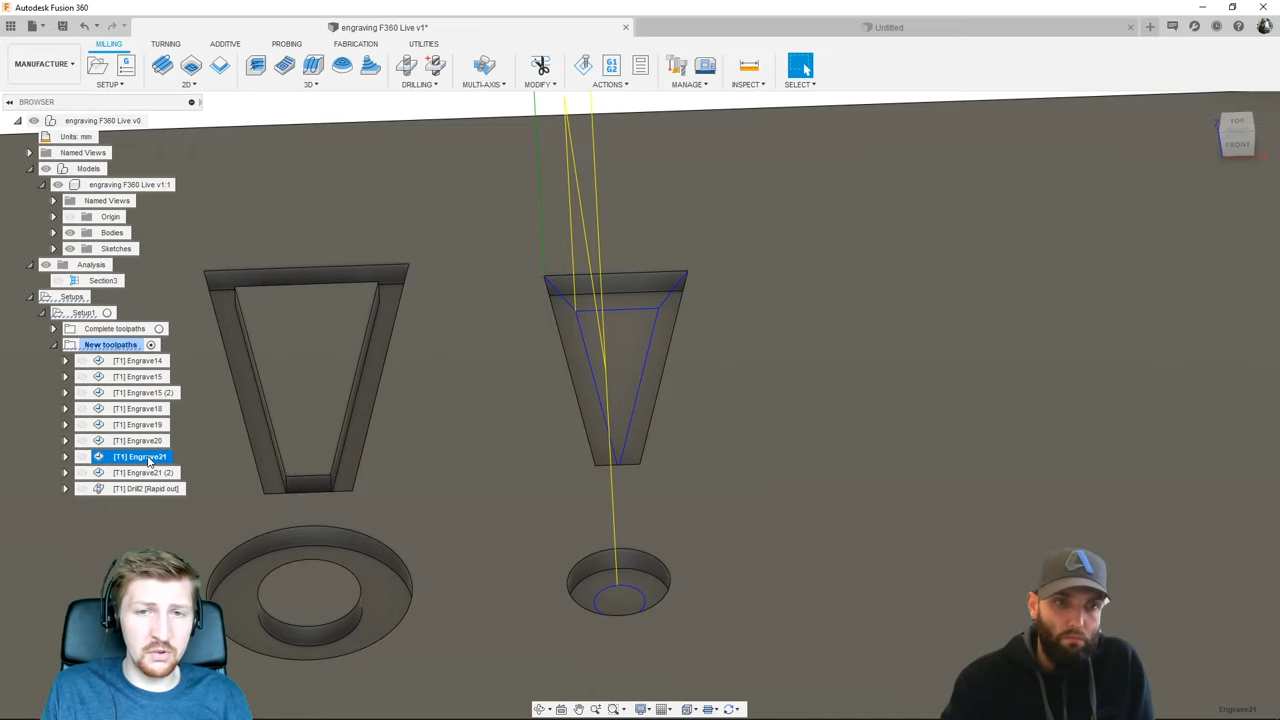 Autodesk Fusion 360
engraving F360 Live v1*
Untitled
MILLING TURNING ADDITIVE PROBING FABRICATION UTILITIES
MANUFACTURE
SETUP 2D 3D DRILLING MULTI-AXIS MODIFY ACTIONS MANAGE INSPECT SELECT
G1
G2
BROWSER
engraving F360 Live v0
Units: mm
Named Views
Models
engraving F360 Live v1:1
Named Views
Origin
Bodies
Sketches
Analysis
Section3
Setups
Setup1
Complete toolpaths
New toolpaths
[T1] Engrave14
[T1] Engrave15
[T1] Engrave15 (2)
[T1] Engrave18
[T1] Engrave19
[T1] Engrave20
[T1] Engrave21
[T1] Engrave21 (2)
[T1] Drill2 [Rapid out]
TOP
FRONT
Engrave21